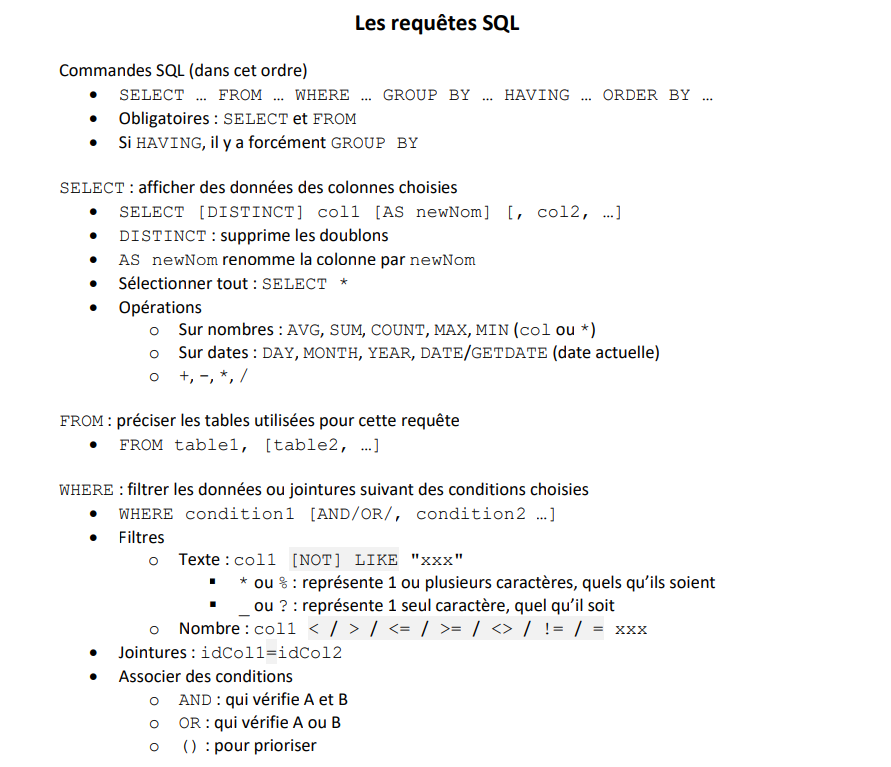 Les requêtes SQL
Commandes SQL (dans cet ordre)
• SELECT … FROM … WHERE … GROUP BY … HAVING … ORDER BY …
• Obligatoires : SELECT et FROM
• Si HAVING, il y a forcément GROUP BY
SELECT : afficher des données des colonnes choisies
• SELECT [DISTINCT] col1 [AS newNom] [, col2, …]
• DISTINCT : supprime les doublons
• AS newNom renomme la colonne par newNom
• Sélectionner tout : SELECT *
• Opérations
o Sur nombres : AVG, SUM, COUNT, MAX, MIN (col ou *)
o Sur dates : DAY, MONTH, YEAR, DATE/GETDATE (date actuelle)
o +, -, *, /
FROM : préciser les tables utilisées pour cette requête
• FROM table1, [table2, …]
WHERE : filtrer les données ou jointures suivant des conditions choisies
• WHERE condition1 [AND/OR/, condition2 …]
• Filtres
o Texte : col1 [NOT] LIKE "xxx"
▪ * ou % : représente 1 ou plusieurs caractères, quels qu'ils soient
▪ _ ou ? : représente 1 seul caractère, quel qu'il soit
o Nombre : col1 < / > / <= / >= / <> / != / = xxx
• Jointures : idCol1=idCol2
• Associer des conditions
o AND : qui vérifie A et B
o OR : qui vérifie A ou B
o () : pour prioriser